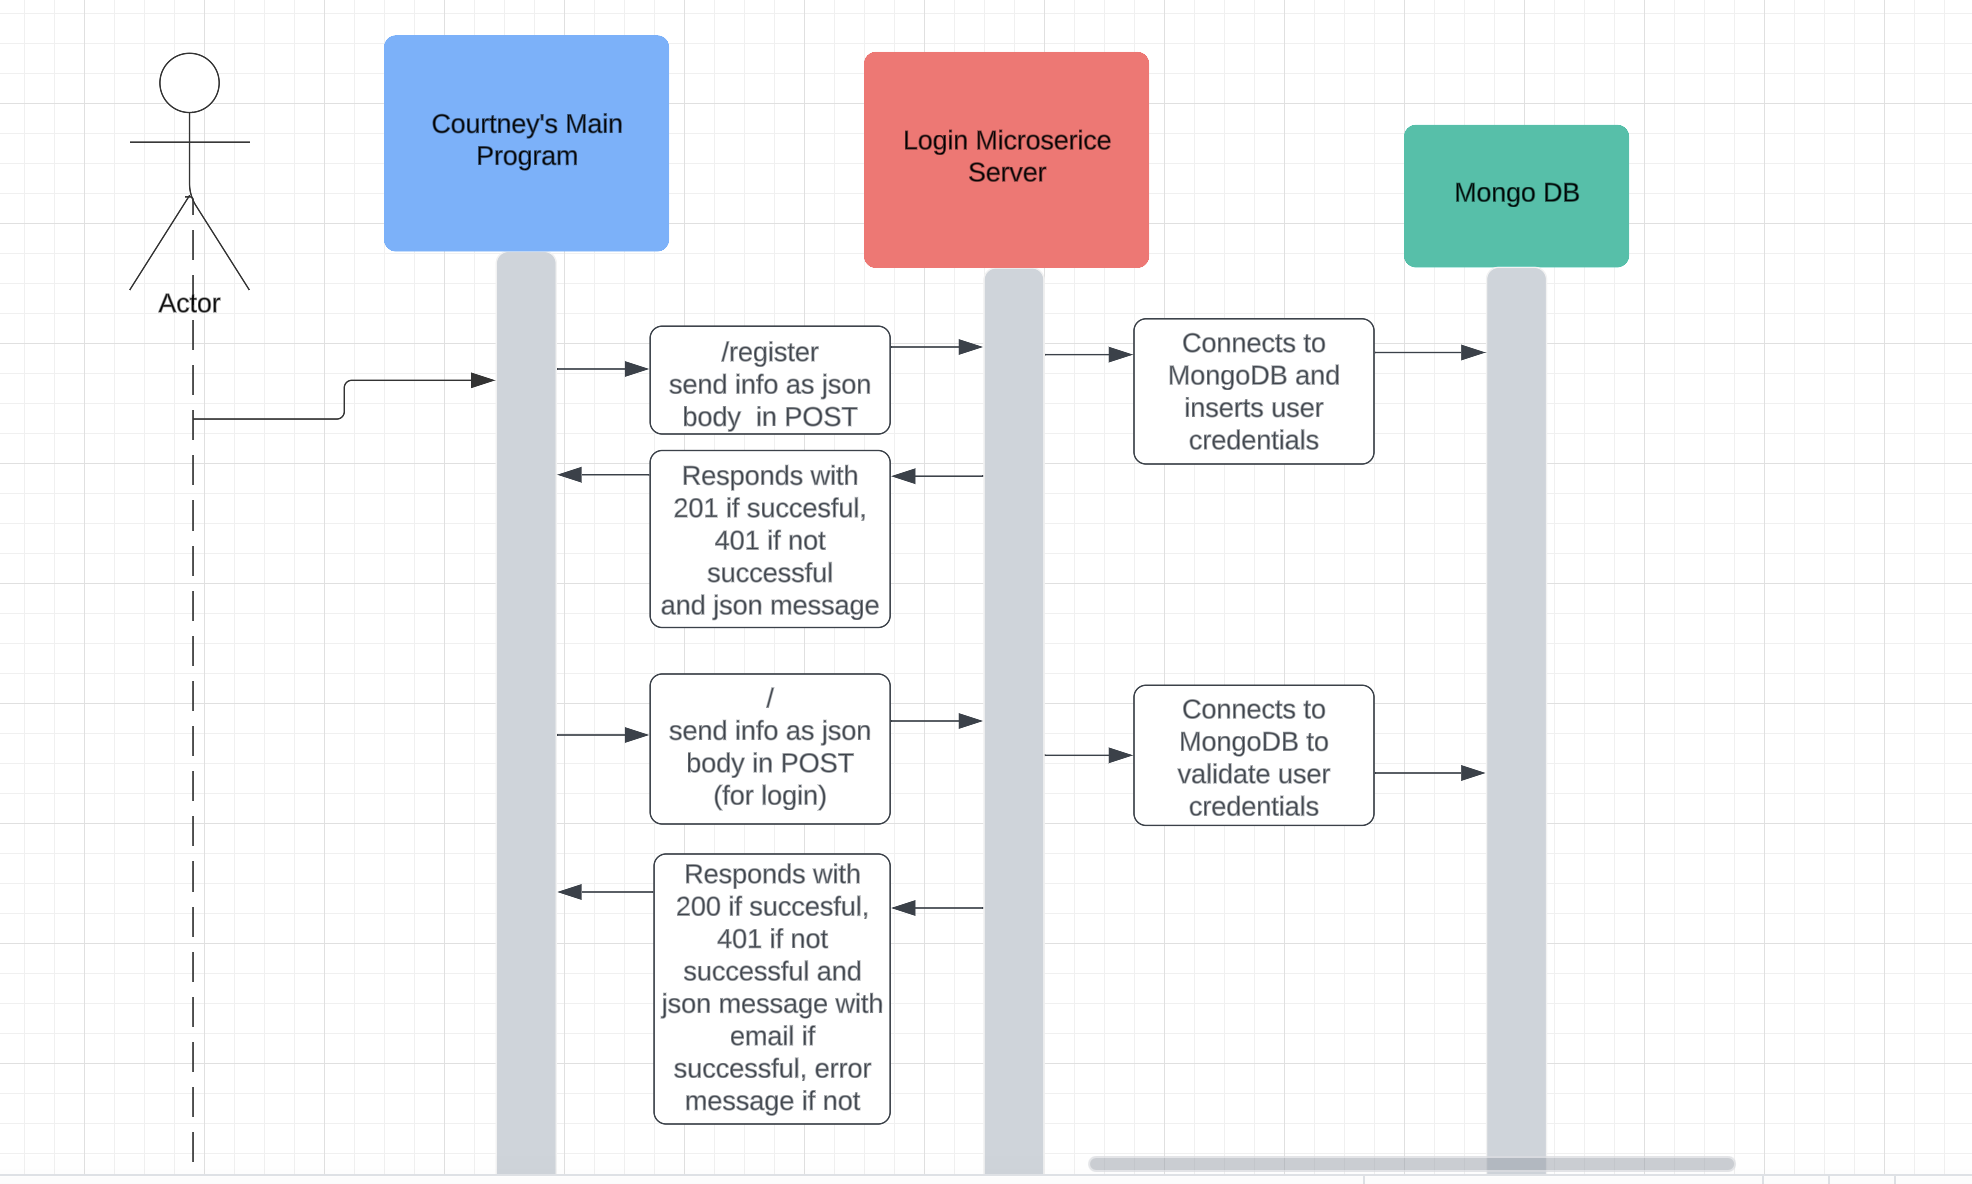 Actor
Courtney's Main
Program
Login Microserice
Server
Mongo DB
/register
send info as json
body  in POST
Connects to
MongoDB and
inserts user
credentials
Responds with
201 if succesful,
401 if not
successful
and json message
/
send info as json
body in POST
(for login)
Connects to
MongoDB to
validate user
credentials
Responds with
200 if succesful,
401 if not
successful and
json message with
email if
successful, error
message if not